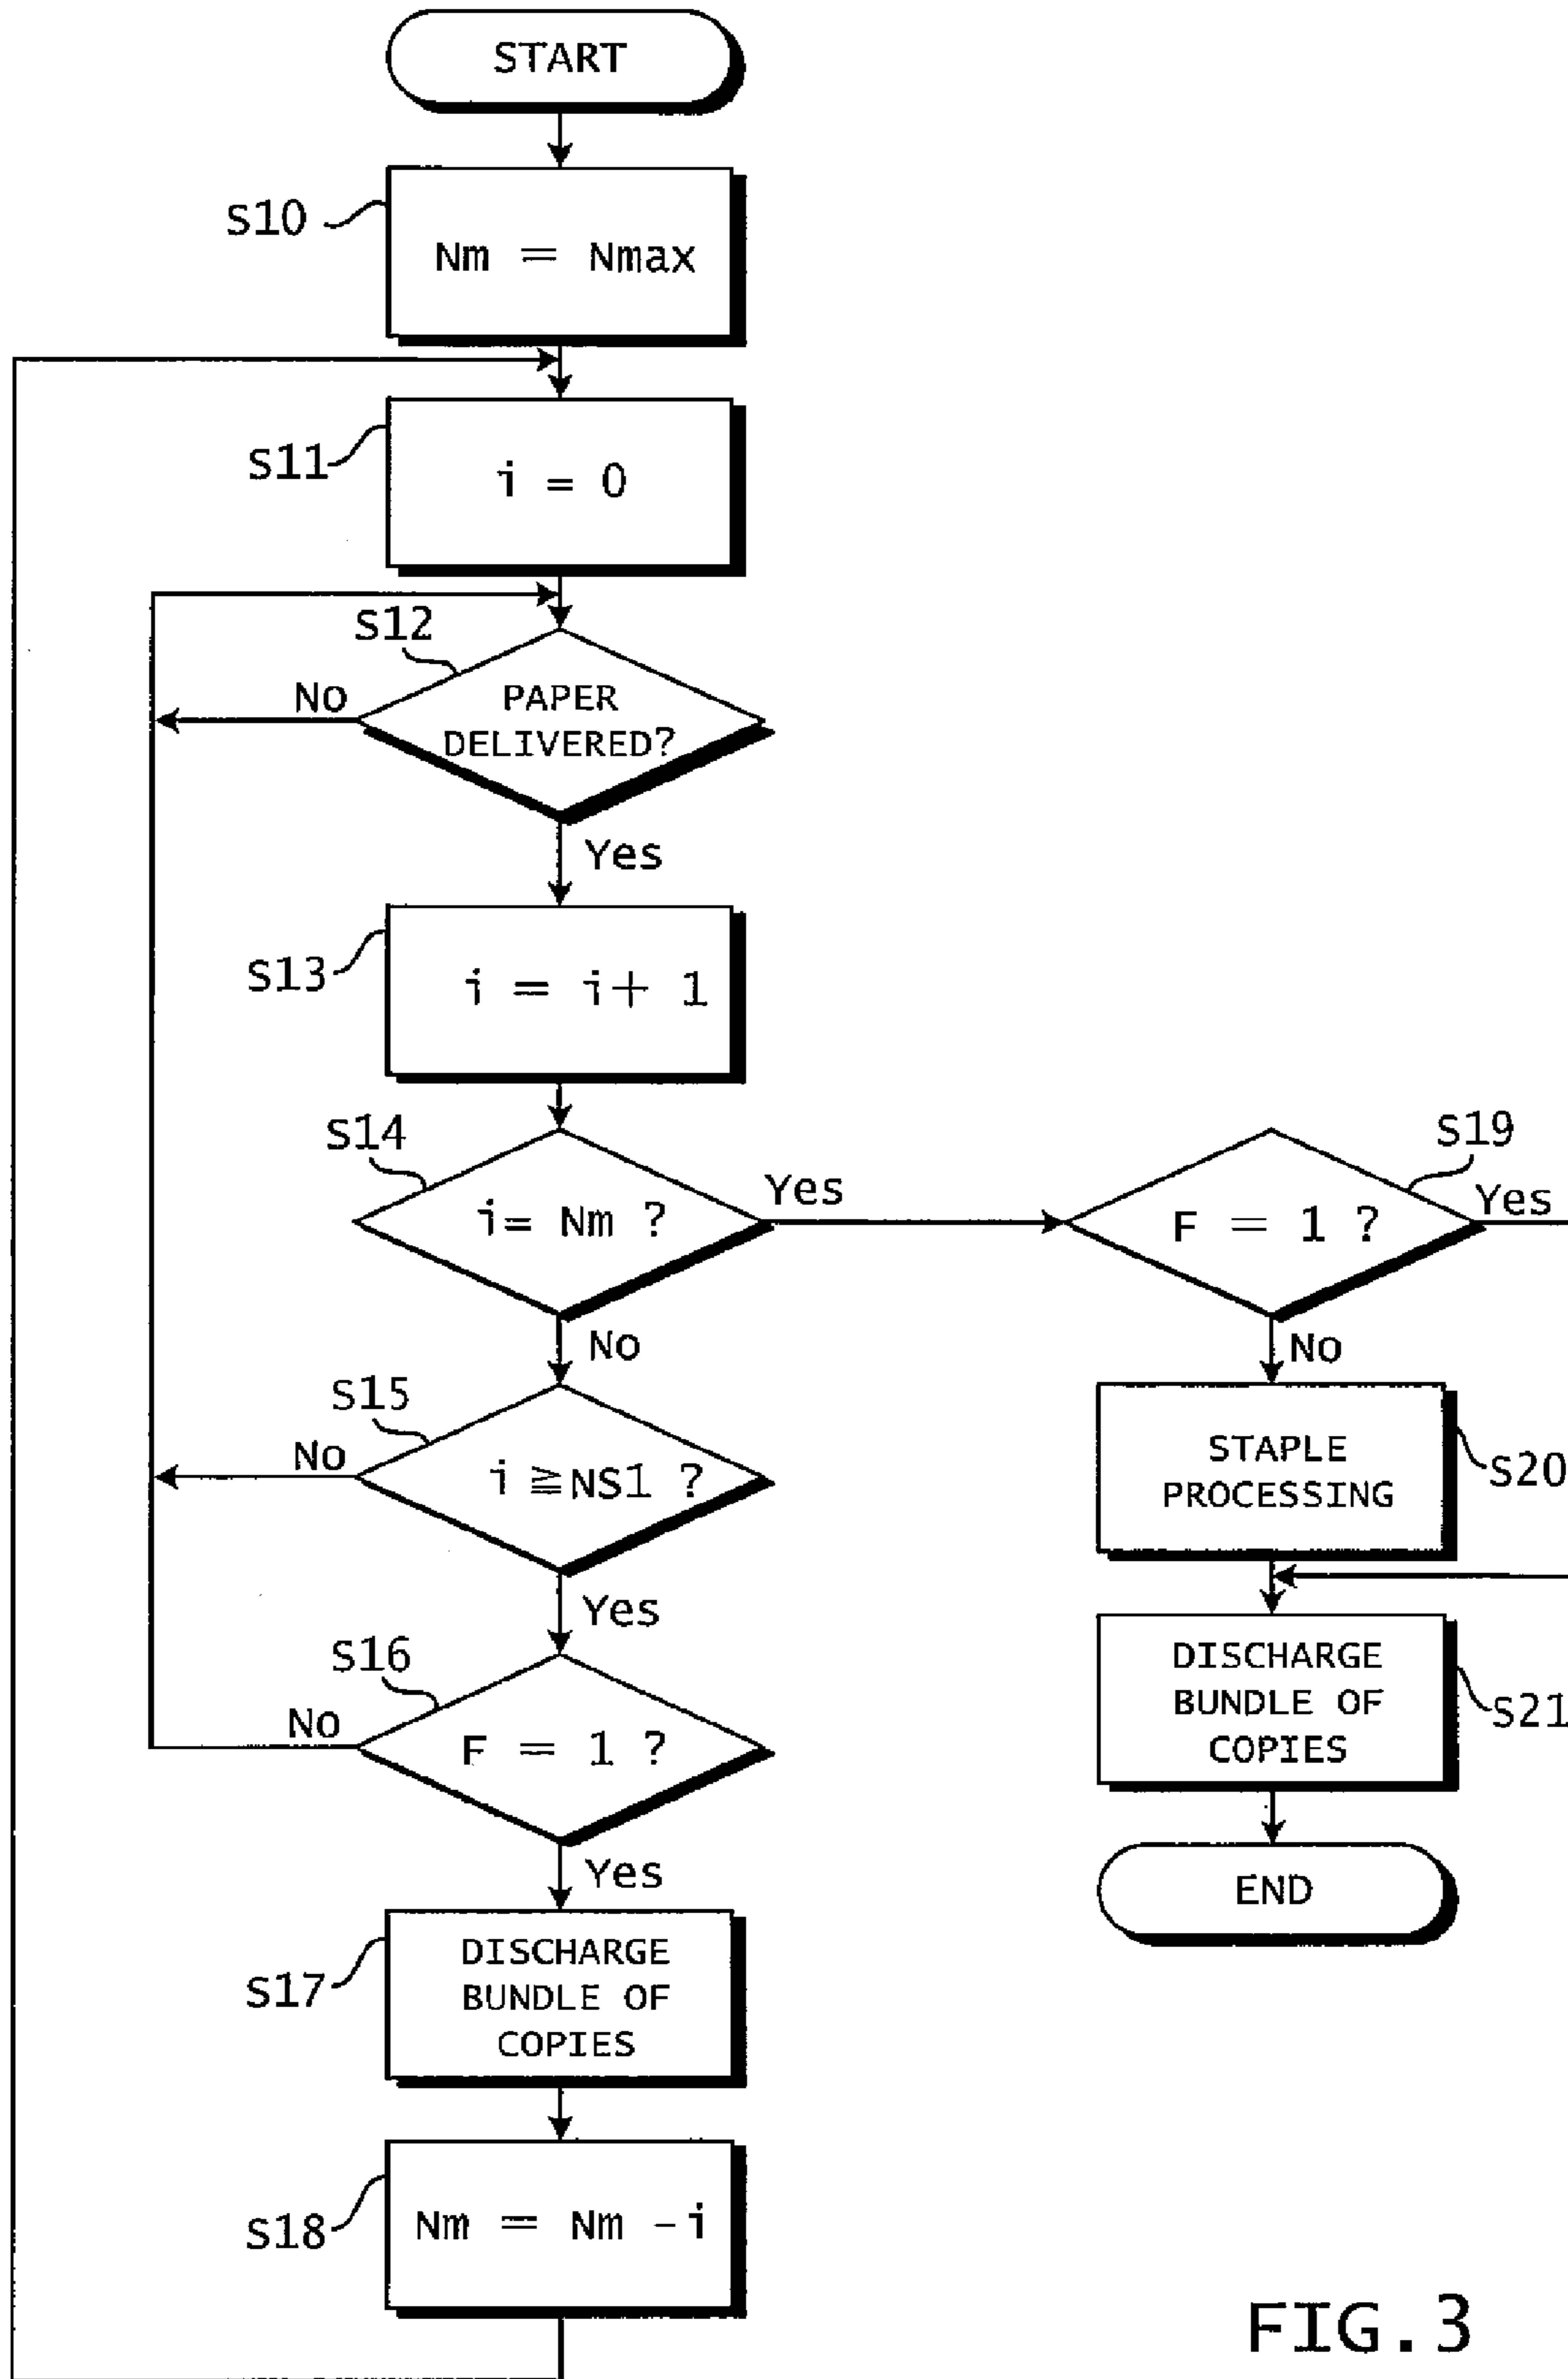 START
S10
Nm = Nmax
S11
i = 0
S12
PAPER
DELIVERED?
No
Yes
S13
i = i+ 1
S14
i= Nm ?
Yes
No
S19
F = 1 ?
Yes
No
S15
i ≧NS1 ?
No
Yes
S20
STAPLE
PROCESSING
S16
F = 1 ?
No
Yes
S21
DISCHARGE
BUNDLE OF
COPIES
END
S17
DISCHARGE
BUNDLE OF
COPIES
S18
Nm = Nm -i
FIG.3